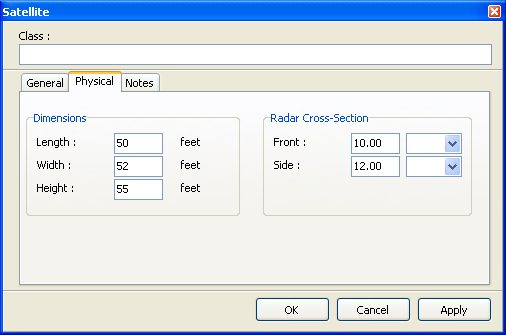 Satellite
Class :
General Physical Notes
Dimensions
Length : 50 feet
Width : 52 feet
Height : 55 feet
Radar Cross-Section
Front : 10.00
Side : 12.00
OK Cancel Apply